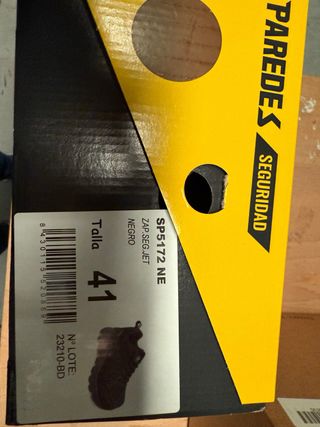 PAREDES
SEGURIDAD
SP5172 NE
ZAP.SEG.JET
NEGRO
Talla 41
Nº LOTE:
23210-BD